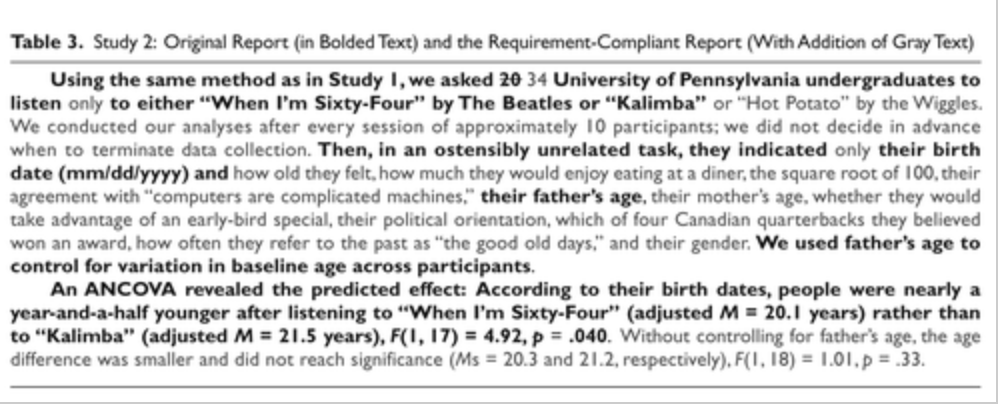 Table 3. Study 2: Original Report (in Bolded Text) and the Requirement-Compliant Report (With Addition of Gray Text)
Using the same method as in Study 1, we asked 20 34 University of Pennsylvania undergraduates to
listen only to either “When I’m Sixty-Four” by The Beatles or “Kalimba” or “Hot Potato” by the Wiggles.
We conducted our analyses after every session of approximately 10 participants; we did not decide in advance
when to terminate data collection. Then, in an ostensibly unrelated task, they indicated only their birth
date (mm/dd/yyyy) and how old they felt, how much they would enjoy eating at a diner, the square root of 100, their
agreement with “computers are complicated machines,” their father’s age, their mother’s age, whether they would
take advantage of an early-bird special, their political orientation, which of four Canadian quarterbacks they believed
won an award, how often they refer to the past as “the good old days,” and their gender. We used father’s age to
control for variation in baseline age across participants.
An ANCOVA revealed the predicted effect: According to their birth dates, people were nearly a
year-and-a-half younger after listening to “When I’m Sixty-Four” (adjusted M = 20.1 years) rather than
to “Kalimba” (adjusted M = 21.5 years), F(1, 17) = 4.92, p = .040. Without controlling for father’s age, the age
difference was smaller and did not reach significance (Ms = 20.3 and 21.2, respectively), F(1, 18) = 1.01, p = .33.